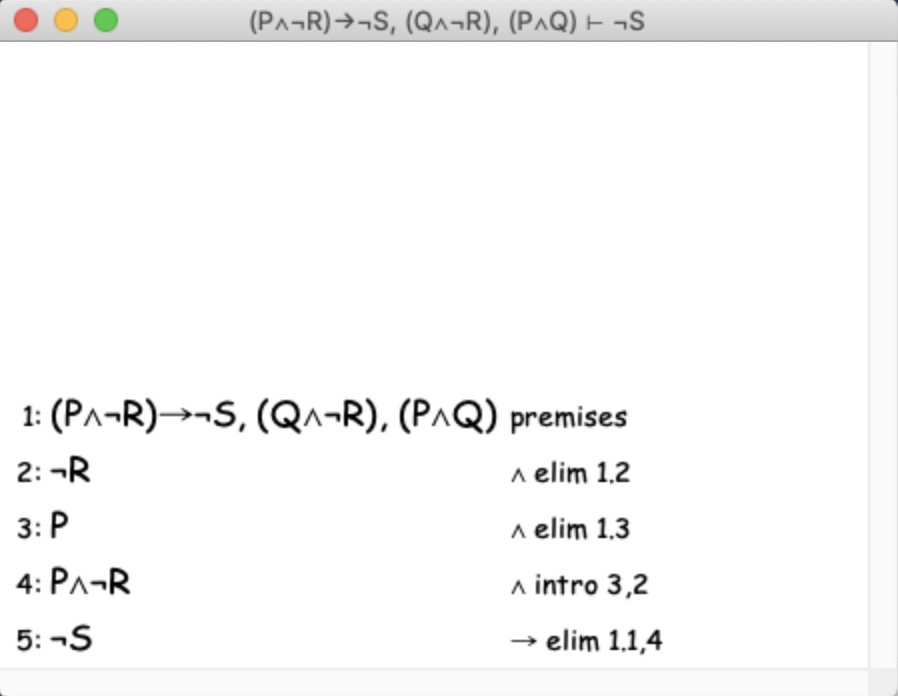 (P∧¬R)→¬S, (Q∧¬R), (P∧Q) ⊢ ¬S
1: (P∧¬R)→¬S, (Q∧¬R), (P∧Q) premises
2: ¬R ∧ elim 1.2
3: P ∧ elim 1.3
4: P∧¬R ∧ intro 3,2
5: ¬S → elim 1.1,4